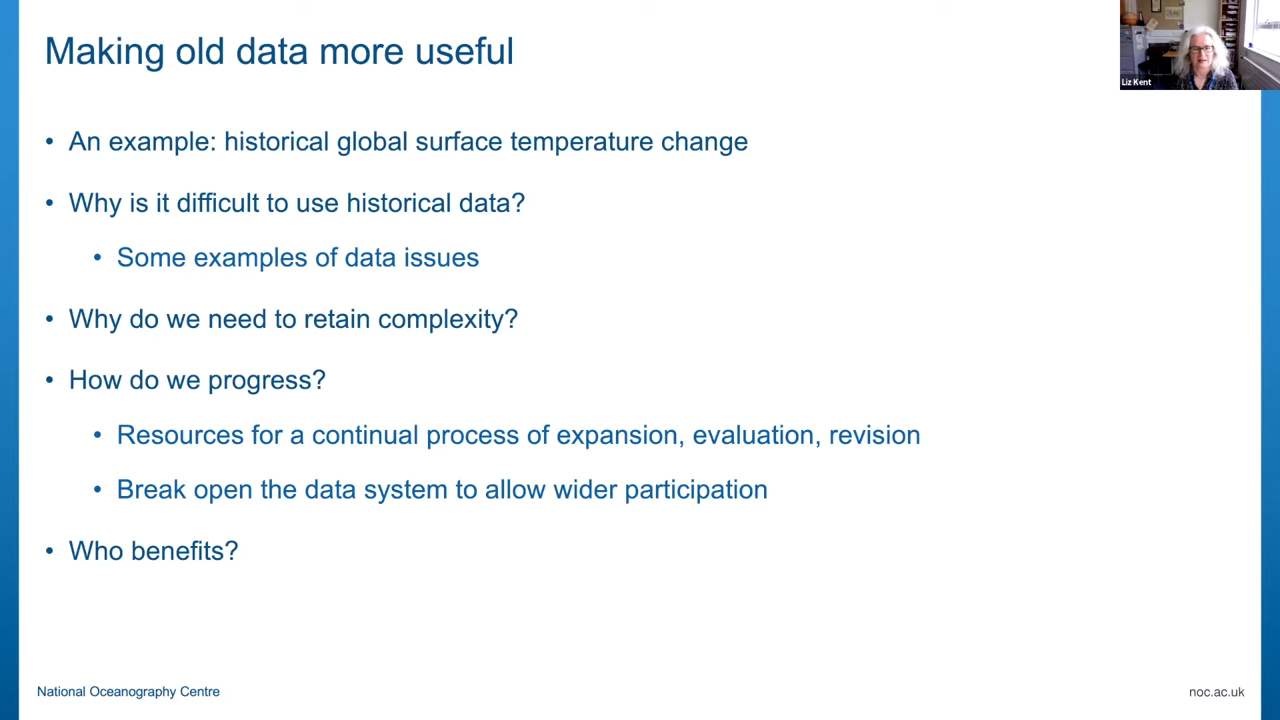 Making old data more useful
Liz Kent
• An example: historical global surface temperature change
• Why is it difficult to use historical data?
• Some examples of data issues
• Why do we need to retain complexity?
• How do we progress?
• Resources for a continual process of expansion, evaluation, revision
• Break open the data system to allow wider participation
• Who benefits?
National Oceanography Centre
noc.ac.uk